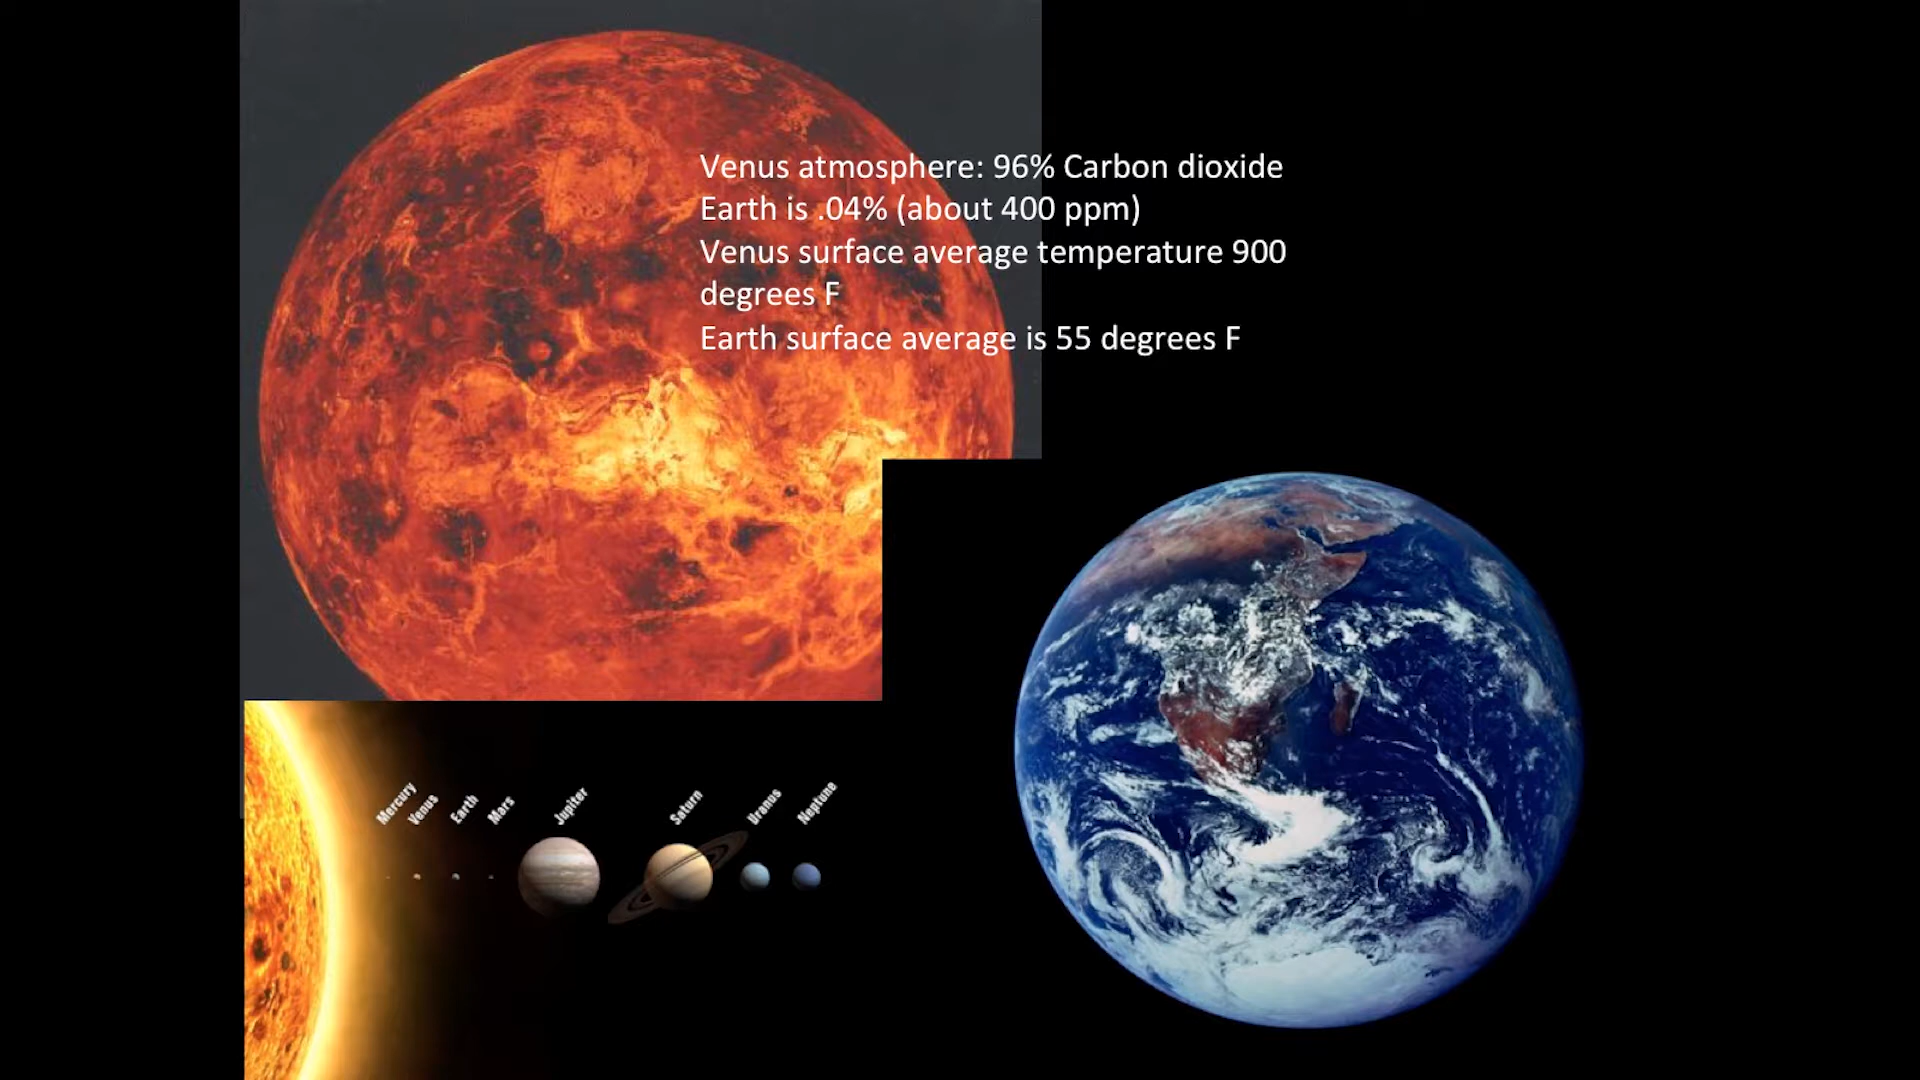 Venus atmosphere: 96% Carbon dioxide
Earth is .04% (about 400 ppm)
Venus surface average temperature 900
degrees F
Earth surface average is 55 degrees F
Mercury
Venus
Earth
Mars
Jupiter
Saturn
Uranus
Neptune